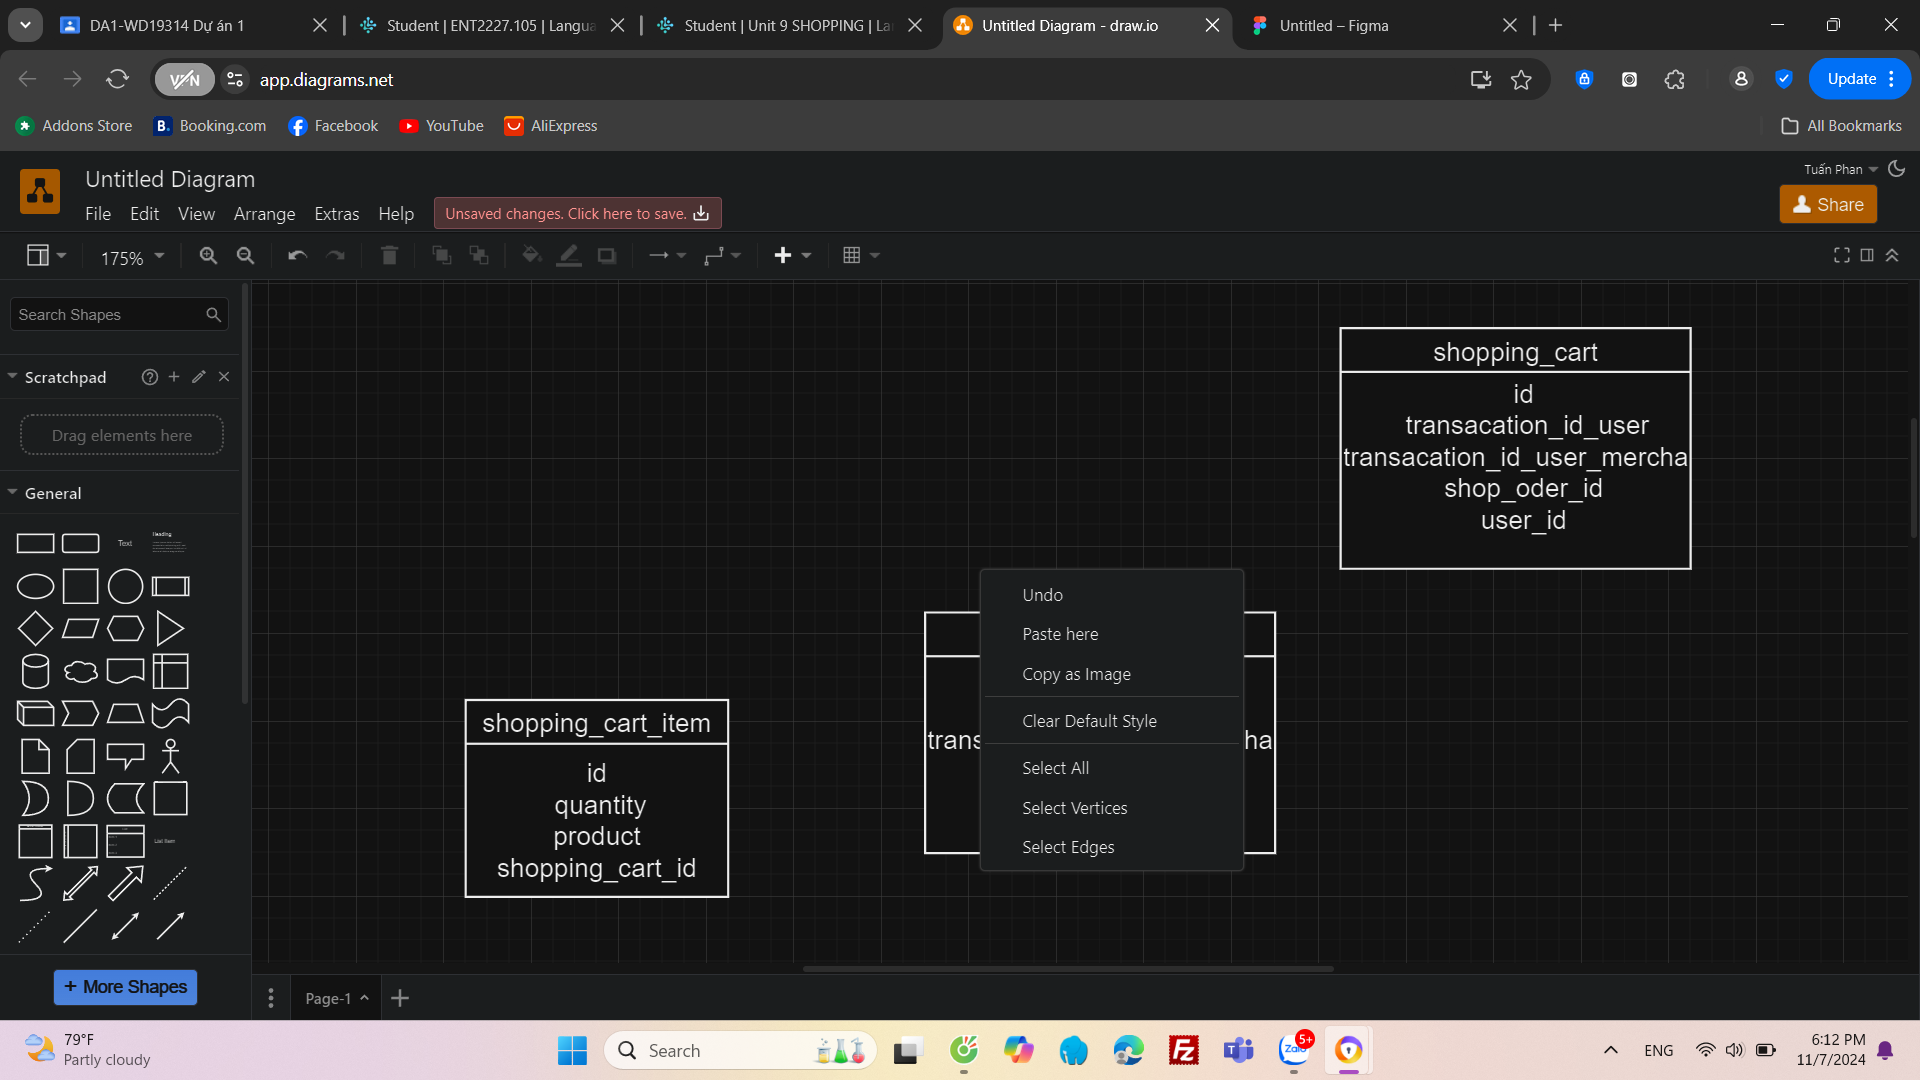 DA1-WD19314 Dự án 1
Student | ENT2227.105 | Langua
Student | Unit 9 SHOPPING | La
Untitled Diagram - draw.io
Untitled – Figma
VPN
app.diagrams.net
Update
Addons Store
B. Booking.com
Facebook
YouTube
AliExpress
All Bookmarks
Untitled Diagram
Tuấn Phan
File Edit View Arrange Extras Help
Unsaved changes. Click here to save.
Share
175%
Search Shapes
Scratchpad
Drag elements here
General
Text
Heading
List Item
+ More Shapes
shopping_cart
id
transacation_id_user
transacation_id_user_mercha
shop_oder_id
user_id
Undo
Paste here
Copy as Image
Clear Default Style
Select All
Select Vertices
Select Edges
trans
ha
shopping_cart_item
id
quantity
product
shopping_cart_id
Page-1
79°F
Partly cloudy
Search
Fz
T
Zalo
5+
ENG
6:12 PM
11/7/2024